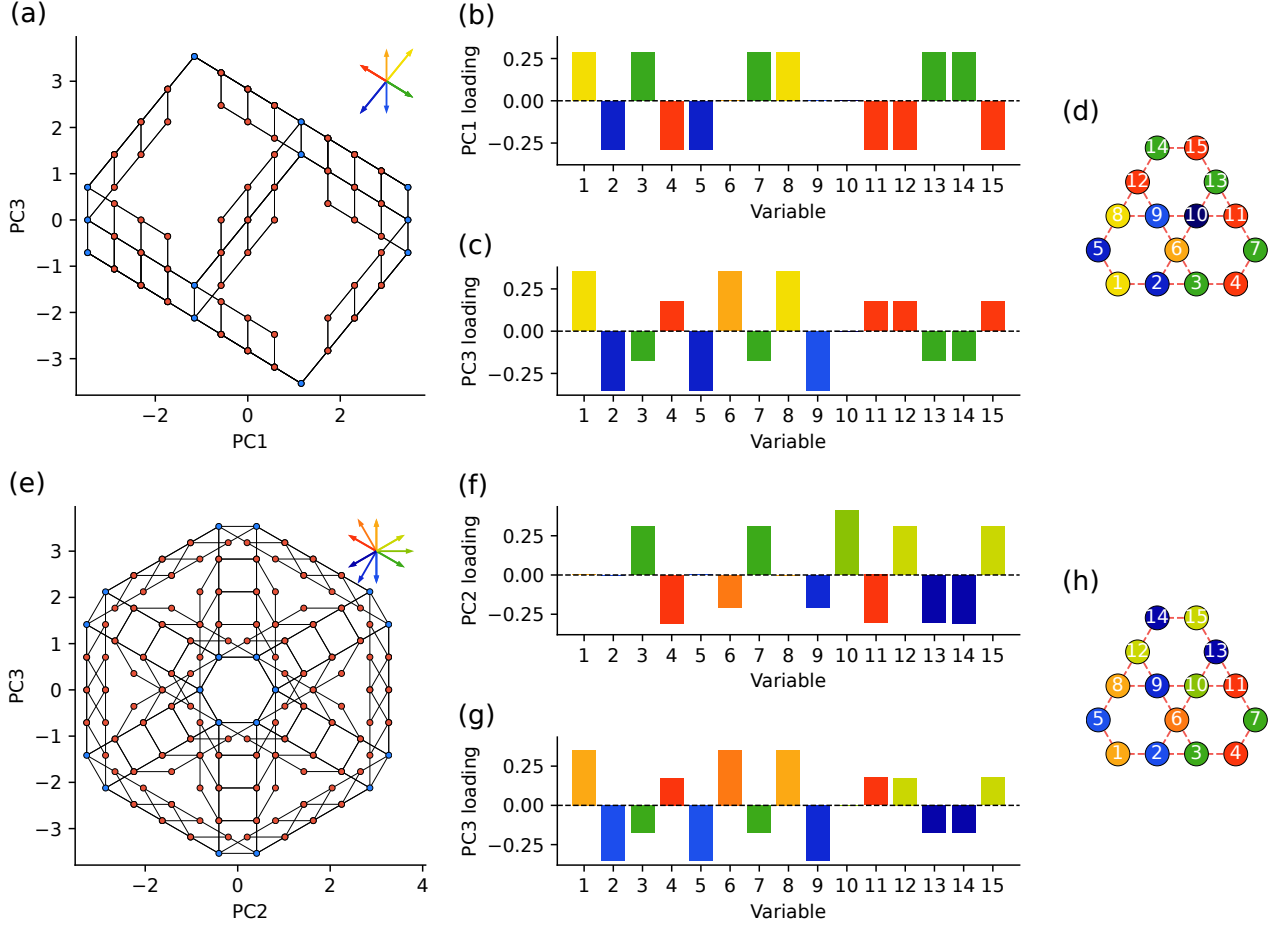 (a)
PC3
3
2
1
0
−1
−2
−3
−2 0 2
PC1
(b)
PC1 loading
0.25
0.00
−0.25
1 2 3 4 5 6 7 8 9 10 11 12 13 14 15
Variable
(c)
PC3 loading
0.25
0.00
−0.25
1 2 3 4 5 6 7 8 9 10 11 12 13 14 15
Variable
(d)
14 15
12 13
8 9 10 11
5 6 7
1 2 3 4
(e)
PC3
3
2
1
0
−1
−2
−3
−2 0 2 4
PC2
(f)
PC2 loading
0.25
0.00
−0.25
1 2 3 4 5 6 7 8 9 10 11 12 13 14 15
Variable
(g)
PC3 loading
0.25
0.00
−0.25
1 2 3 4 5 6 7 8 9 10 11 12 13 14 15
Variable
(h)
14 15
12 13
8 9 10 11
5 6 7
1 2 3 4